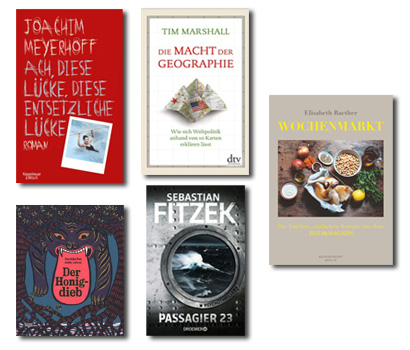 JOACHIM
MEYERHOFF
ACH, DIESE
LÜCKE, DIESE
ENTSETZLICHE
LÜCKE
ROMAN
TIM MARSHALL
DIE MACHT DER
GEOGRAPHIE
Wie sich Weltpolitik
anhand von 10 Karten
erklären lässt
dtv
Elisabeth Raether
WOCHENMARKT
Der
Honig-
dieb
SEBASTIAN
FITZEK
PASSAGIER 23
DROEMER